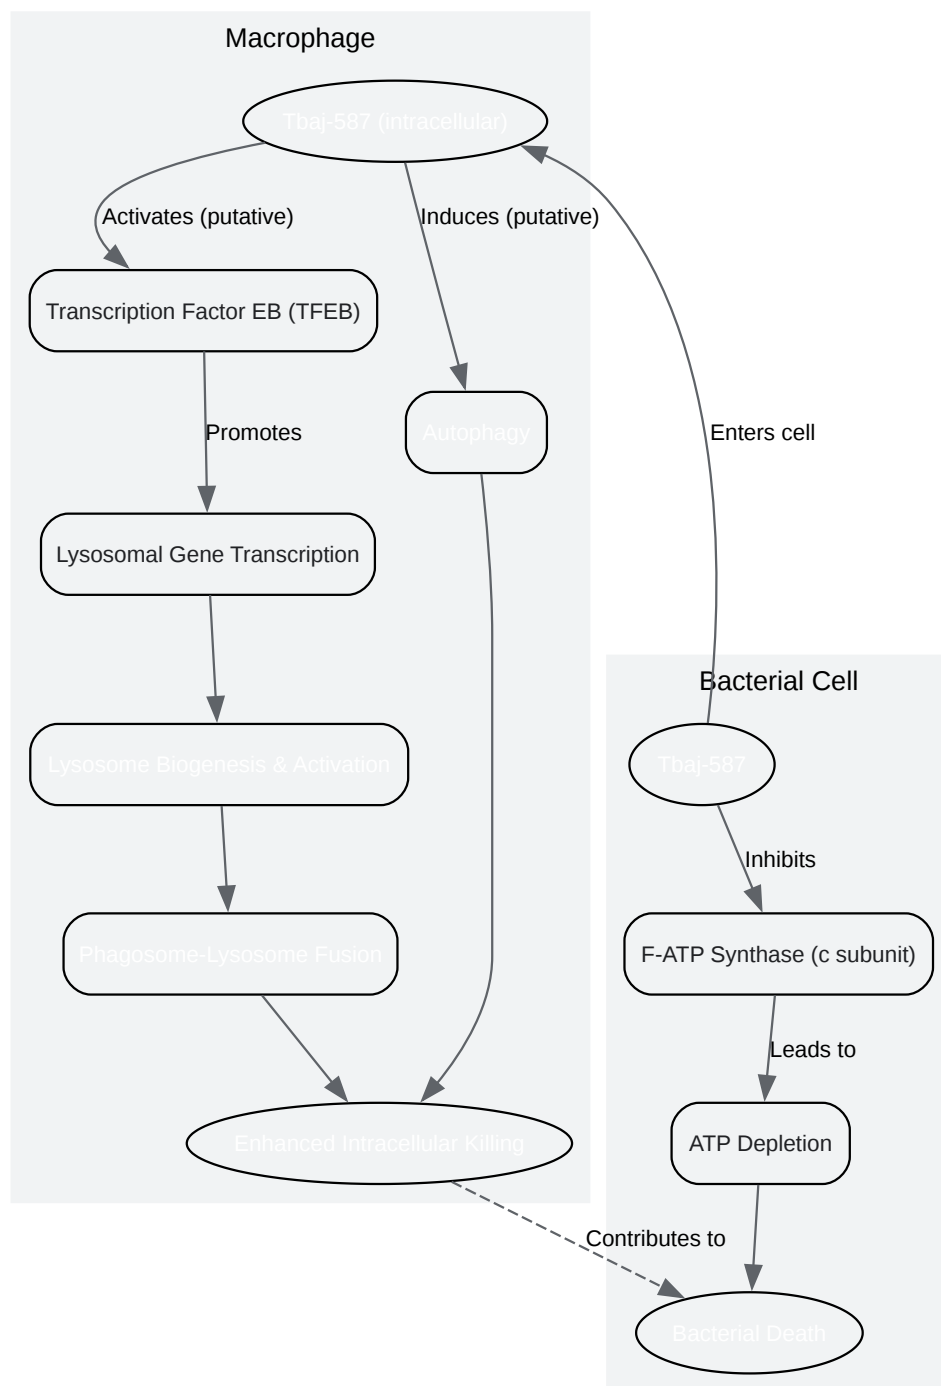 Macrophage
Tbaj-587 (intracellular)
Activates (putative)
Induces (putative)
Transcription Factor EB (TFEB)
Autophagy
Promotes
Enters cell
Lysosomal Gene Transcription
Bacterial Cell
Lysosome Biogenesis & Activation
Tbaj-587
Inhibits
Phagosome-Lysosome Fusion
F-ATP Synthase (c subunit)
Leads to
Enhanced Intracellular Killing
ATP Depletion
Contributes to
Bacterial Death